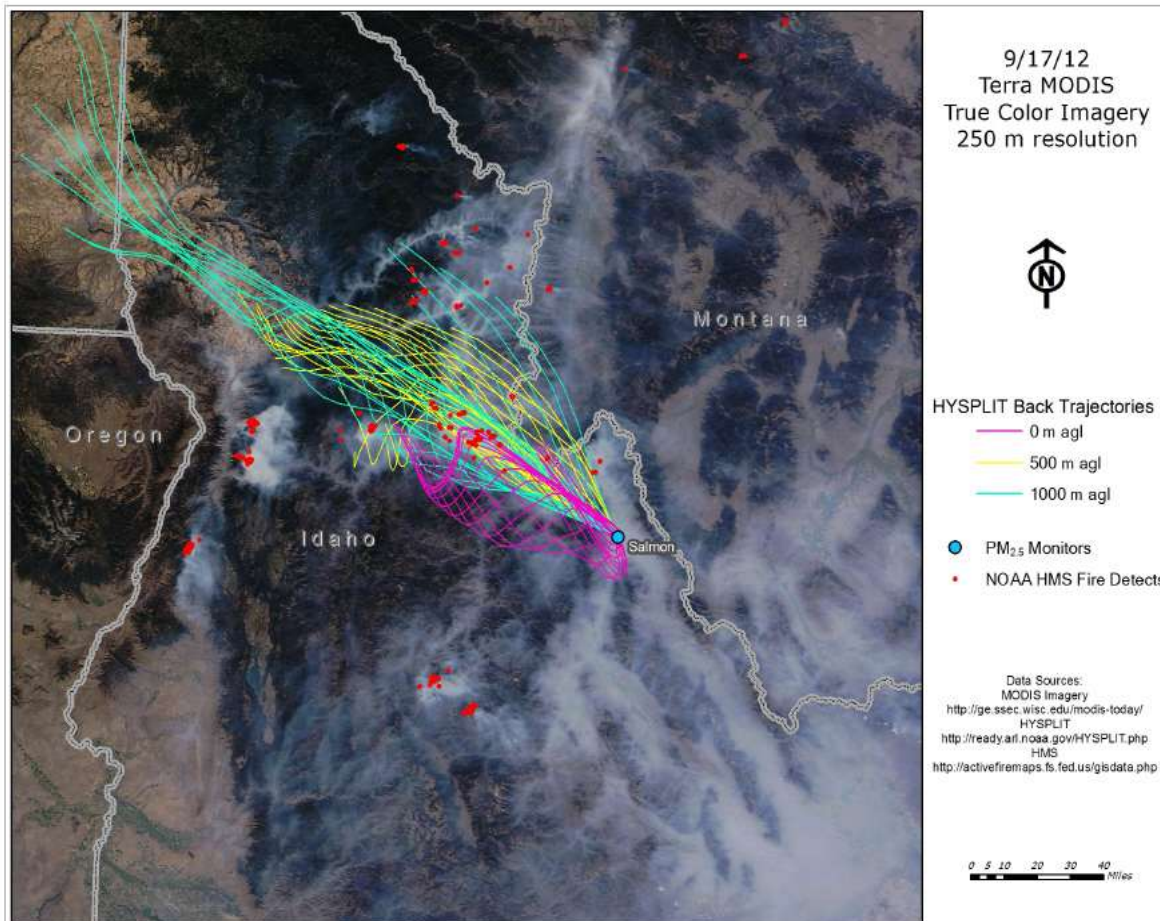 9/17/12
Terra MODIS
True Color Imagery
250 m resolution
N
Montana
HYSPLIT Back Trajectories
0 m agl
500 m agl
1000 m agl
Oregon
Idaho
Salmon
PM2.5 Monitors
NOAA HMS Fire Detects
Data Sources:
MODIS Imagery
http://ge.ssec.wisc.edu/modis-today/
HYSPLIT
http://ready.arl.noaa.gov/HYSPLIT.php
HMS
http://activefiremaps.fs.fed.us/gisdata.php
0 5 10 20 30 40
Miles